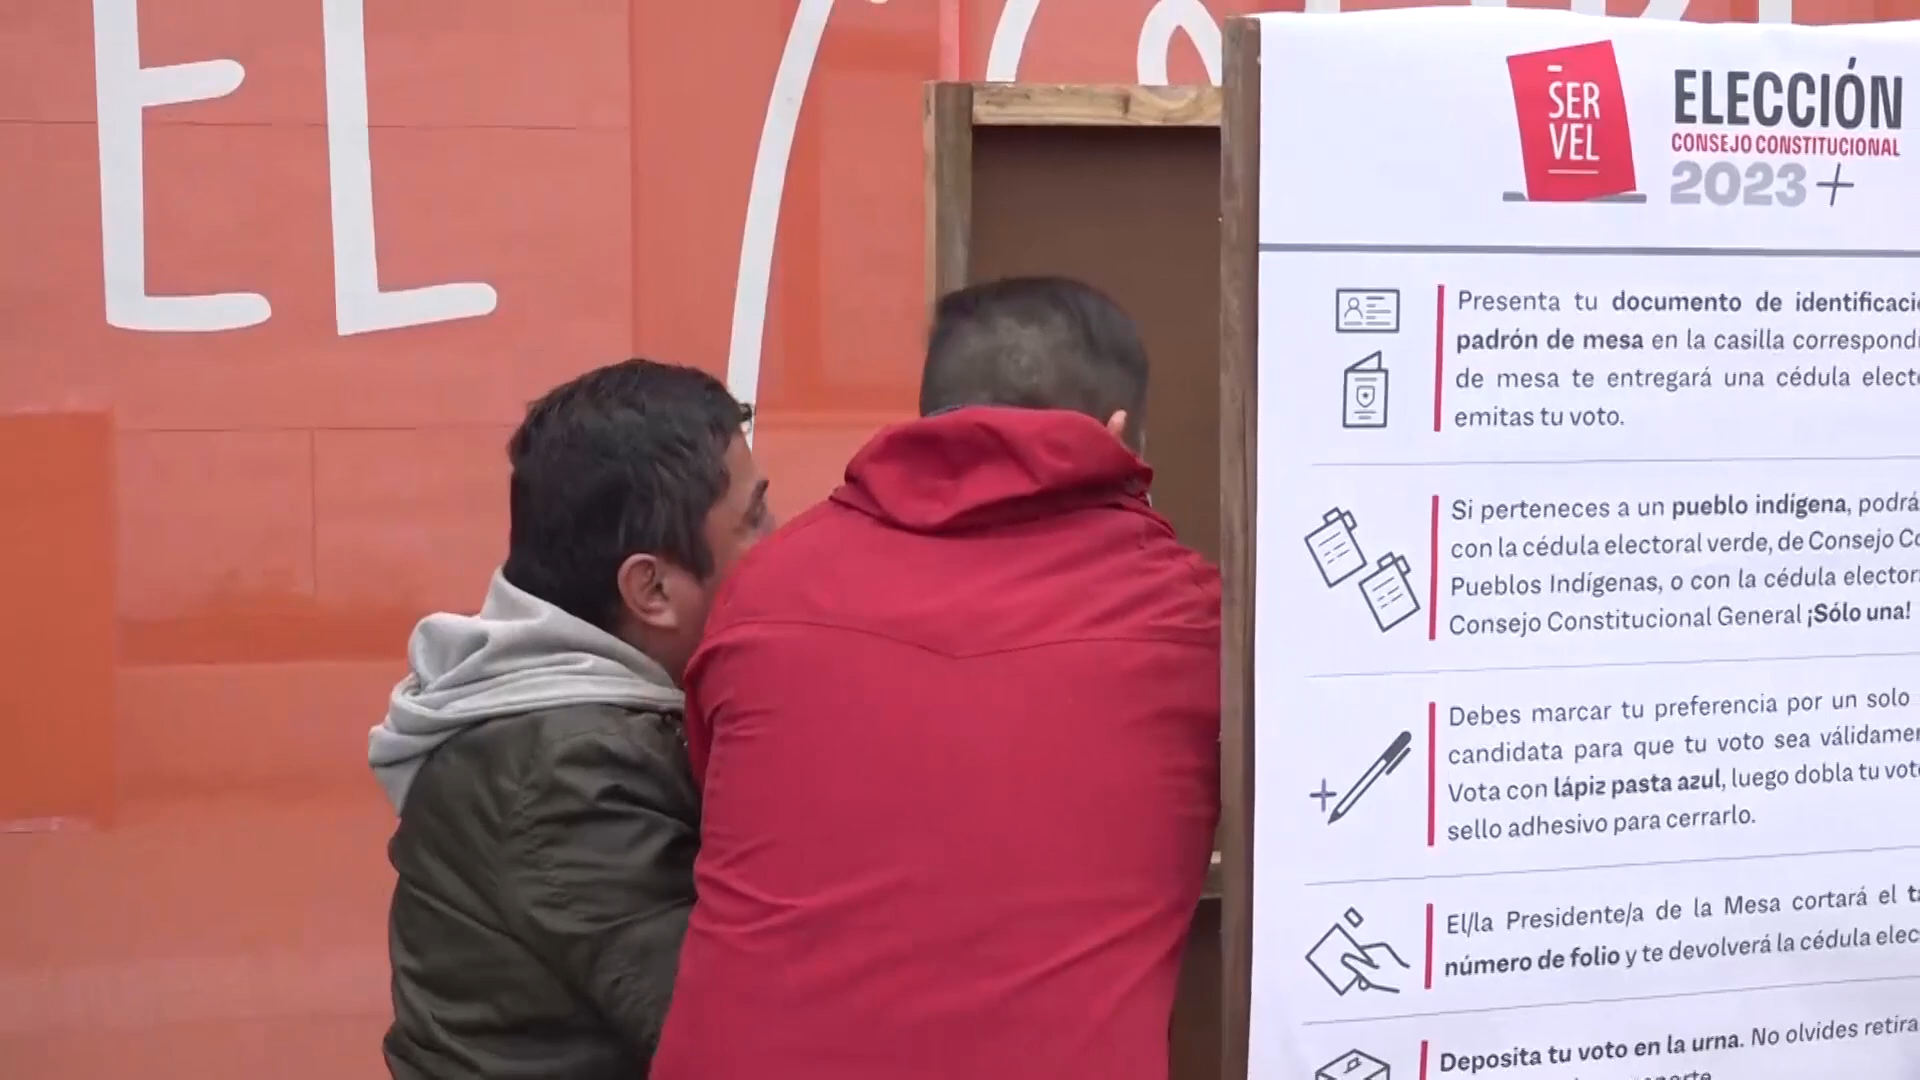 EL
SER
VEL
ELECCIÓN
CONSEJO CONSTITUCIONAL
2023+
Presenta tu documento de identificaci
padrón de mesa en la casilla correspond
de mesa te entregará una cédula elect
emitas tu voto.
Si perteneces a un pueblo indígena, podrá
con la cédula electoral verde, de Consejo Co
Pueblos Indígenas, o con la cédula elector
Consejo Constitucional General ¡Sólo una!
Debes marcar tu preferencia por un solo
candidata para que tu voto sea válidamen
Vota con lápiz pasta azul, luego dobla tu vot
sello adhesivo para cerrarlo.
El/la Presidente/a de la Mesa cortará el ta
número de folio y te devolverá la cédula elec
Deposita tu voto en la urna. No olvides retira